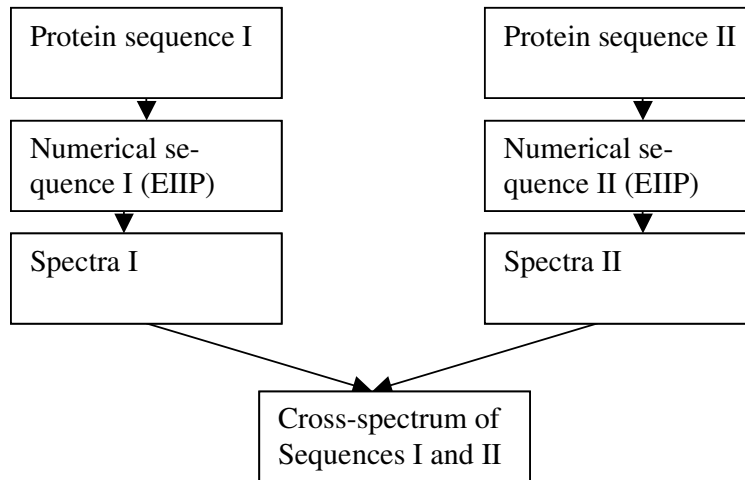 Protein sequence I
Protein sequence II
Numerical se-
quence I (EIIP)
Numerical se-
quence II (EIIP)
Spectra I
Spectra II
Cross-spectrum of
Sequences I and II